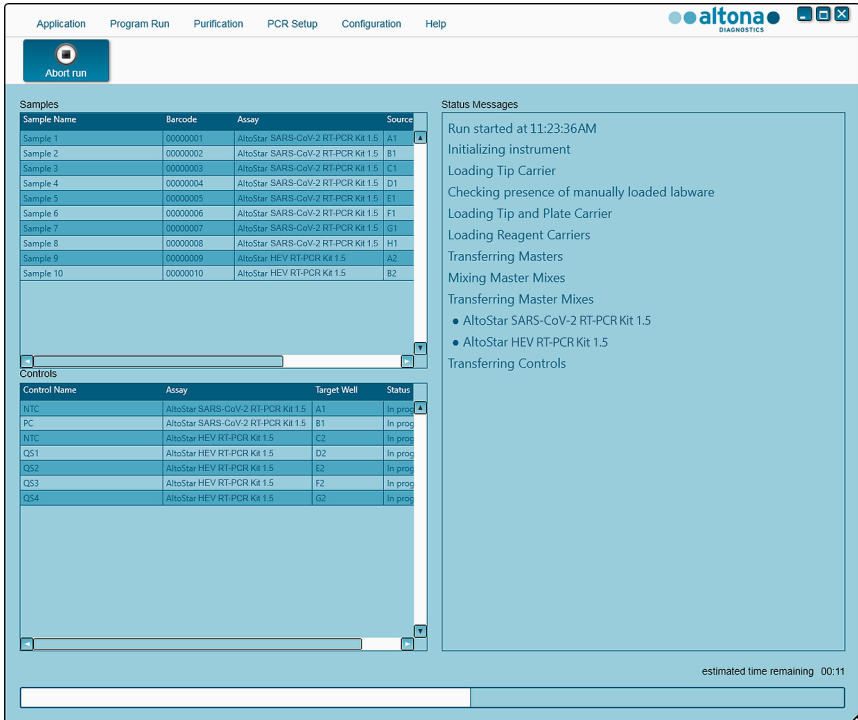 Application Program Run Purification PCR Setup Configuration Help
altona
DIAGNOSTICS
Abort run
Samples
Sample Name Barcode Assay Source
Sample 1 00000001 AltoStar SARS-CoV-2 RT-PCR Kit 1.5 A1
Sample 2 00000002 AltoStar SARS-CoV-2 RT-PCR Kit 1.5 B1
Sample 3 00000003 AltoStar SARS-CoV-2 RT-PCR Kit 1.5 C1
Sample 4 00000004 AltoStar SARS-CoV-2 RT-PCR Kit 1.5 D1
Sample 5 00000005 AltoStar SARS-CoV-2 RT-PCR Kit 1.5 E1
Sample 6 00000006 AltoStar SARS-CoV-2 RT-PCR Kit 1.5 F1
Sample 7 00000007 AltoStar SARS-CoV-2 RT-PCR Kit 1.5 G1
Sample 8 00000008 AltoStar SARS-CoV-2 RT-PCR Kit 1.5 H1
Sample 9 00000009 AltoStar HEV RT-PCR Kit 1.5 A2
Sample 10 00000010 AltoStar HEV RT-PCR Kit 1.5 B2
Controls
Control Name Assay Target Well Status
NTC AltoStar SARS-CoV-2 RT-PCR Kit 1.5 A1 In prog
PC AltoStar SARS-CoV-2 RT-PCR Kit 1.5 B1 In prog
NTC AltoStar HEV RT-PCR Kit 1.5 C2 In prog
QS1 AltoStar HEV RT-PCR Kit 1.5 D2 In prog
QS2 AltoStar HEV RT-PCR Kit 1.5 E2 In prog
QS3 AltoStar HEV RT-PCR Kit 1.5 F2 In prog
QS4 AltoStar HEV RT-PCR Kit 1.5 G2 In prog
Status Messages
Run started at 11:23:36AM
Initializing instrument
Loading Tip Carrier
Checking presence of manually loaded labware
Loading Tip and Plate Carrier
Loading Reagent Carriers
Transferring Masters
Mixing Master Mixes
Transferring Master Mixes
● AltoStar SARS-CoV-2 RT-PCR Kit 1.5
● AltoStar HEV RT-PCR Kit 1.5
Transferring Controls
estimated time remaining 00:11